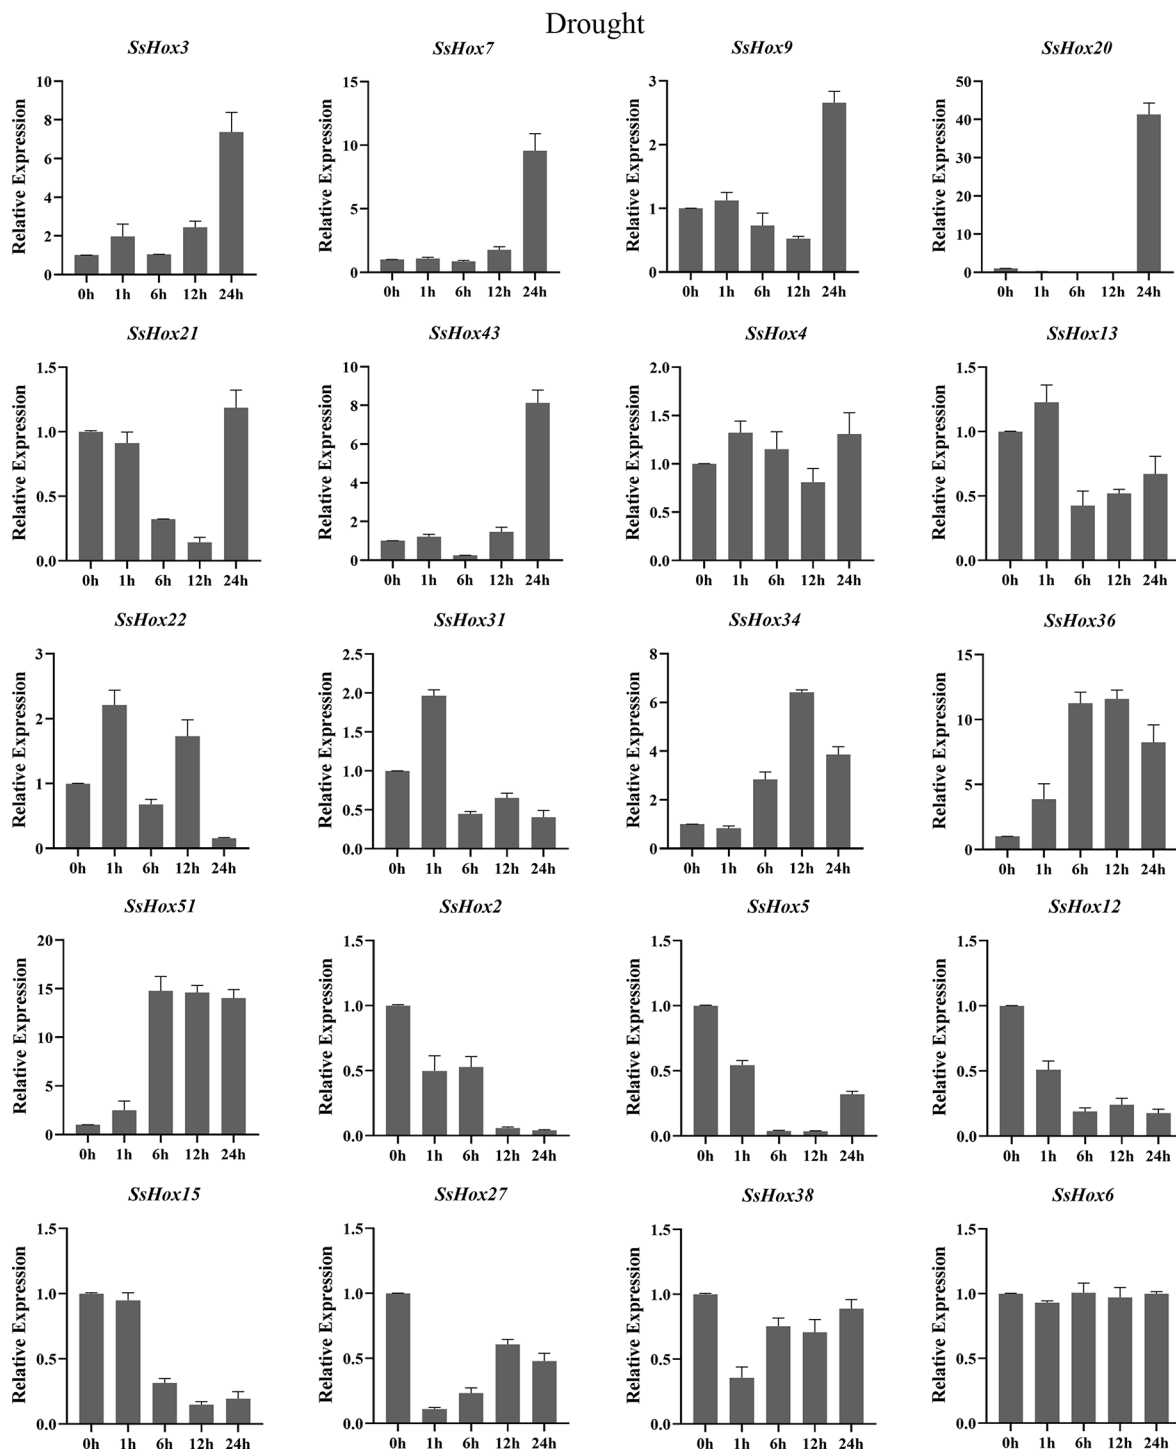 Drought
SsHox3
Relative Expression
10
8
6
4
2
0
0h 1h 6h 12h 24h
SsHox7
Relative Expression
15
10
5
0
0h 1h 6h 12h 24h
SsHox9
Relative Expression
3
2
1
0
0h 1h 6h 12h 24h
SsHox20
Relative Expression
50
40
30
20
10
0
0h 1h 6h 12h 24h
SsHox21
Relative Expression
1.5
1.0
0.5
0.0
0h 1h 6h 12h 24h
SsHox43
Relative Expression
10
8
6
4
2
0
0h 1h 6h 12h 24h
SsHox4
Relative Expression
2.0
1.5
1.0
0.5
0.0
0h 1h 6h 12h 24h
SsHox13
Relative Expression
1.5
1.0
0.5
0.0
0h 1h 6h 12h 24h
SsHox22
Relative Expression
3
2
1
0
0h 1h 6h 12h 24h
SsHox31
Relative Expression
2.5
2.0
1.5
1.0
0.5
0.0
0h 1h 6h 12h 24h
SsHox34
Relative Expression
8
6
4
2
0
0h 1h 6h 12h 24h
SsHox36
Relative Expression
15
10
5
0
0h 1h 6h 12h 24h
SsHox51
Relative Expression
20
15
10
5
0
0h 1h 6h 12h 24h
SsHox2
Relative Expression
1.5
1.0
0.5
0.0
0h 1h 6h 12h 24h
SsHox5
Relative Expression
1.5
1.0
0.5
0.0
0h 1h 6h 12h 24h
SsHox12
Relative Expression
1.5
1.0
0.5
0.0
0h 1h 6h 12h 24h
SsHox15
Relative Expression
1.5
1.0
0.5
0.0
0h 1h 6h 12h 24h
SsHox27
Relative Expression
1.5
1.0
0.5
0.0
0h 1h 6h 12h 24h
SsHox38
Relative Expression
1.5
1.0
0.5
0.0
0h 1h 6h 12h 24h
SsHox6
Relative Expression
1.5
1.0
0.5
0.0
0h 1h 6h 12h 24h